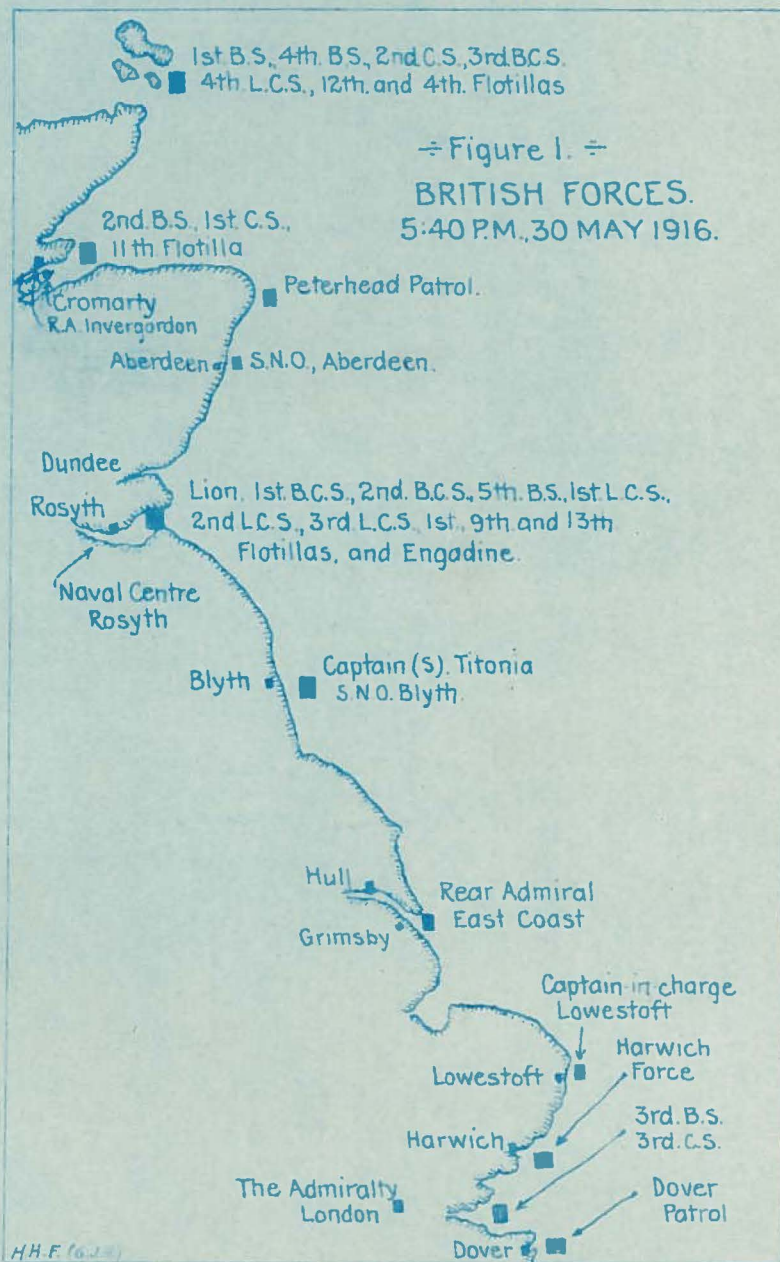 1st. B.S., 4th. B.S., 2nd C.S., 3rd. B.C.S.
4th L.C.S., 12th. and 4th. Flotillas
÷ Figure 1. ÷
BRITISH FORCES.
5:40 P.M., 30 MAY 1916.
2nd. B.S., 1st. C.S.,
11th Flotilla
Cromarty
R.A. Invergordon
Peterhead Patrol.
Aberdeen
S.N.O., Aberdeen.
Dundee
Rosyth
Lion, 1st. B.C.S., 2nd. B.C.S., 5th. B.S., 1st. L.C.S.,
2nd L.C.S., 3rd. L.C.S., 1st., 9th and 13th
Flotillas, and Engadine.
Naval Centre
Rosyth
Blyth
Captain (S). Titonia
S.N.O. Blyth.
Hull
Rear Admiral
East Coast
Grimsby
Captain-in-charge
Lowestoft
Lowestoft
Harwich
Force
3rd. B.S.
3rd. C.S.
Harwich
The Admiralty
London
Dover
Patrol
Dover
H.H.F.